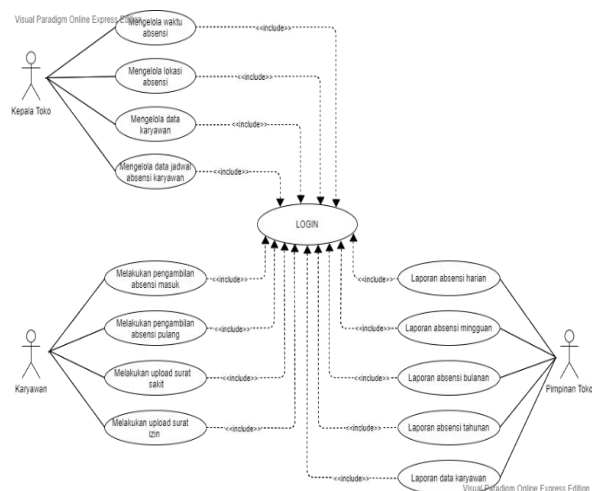 Visual Paradigm Online Express Edition
Mengelola waktu
absensi
<<include>>
Mengelola lokasi
absensi
<<include>>
Kepala Toko
Mengelola data
karyawan
<<include>>
Mengelola data jadwal
absensi karyawan
<<include>>
LOGIN
Melakukan pengambilan
absensi masuk
<<include>>
<<include>>
Laporan absensi harian
Melakukan pengambilan
absensi pulang
<<include>>
<<include>>
Laporan absensi mingguan
Karyawan
Melakukan upload surat
sakit
<<include>>
<<include>>
Laporan absensi bulanan
Pimpinan Toko
Melakukan upload surat
izin
<<include>>
<<include>>
Laporan absensi tahunan
<<include>>
Laporan data karyawan
Visual Paradigm Online Express Edition